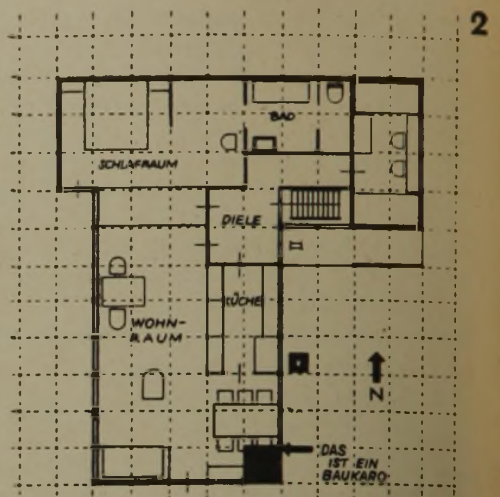 2
BAD
SCHLAFRAUM
DIELE
KÜCHE
WOHN-
RAUM
N
DAS
IST EIN
BAUKARO